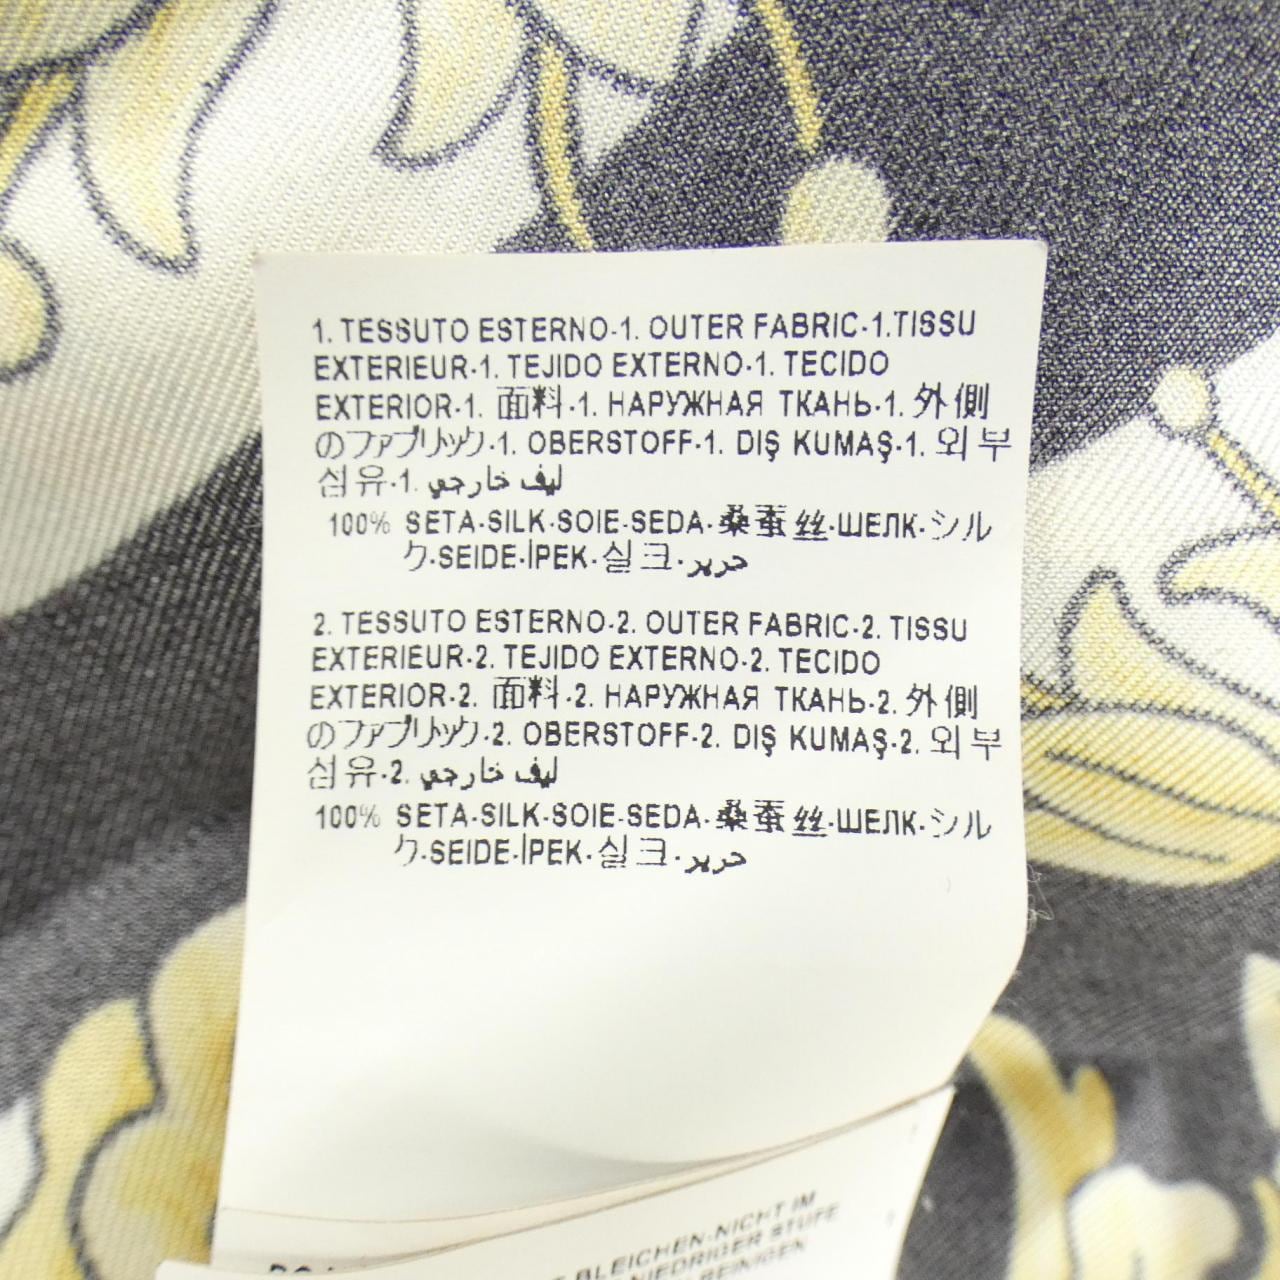 1. TESSUTO ESTERNO-1. OUTER FABRIC-1.TISSU
EXTERIEUR-1. TEJIDO EXTERNO-1. TECIDO
EXTERIOR-1. 面料-1. НАРУЖНАЯ ТКАНЬ-1. 外側
のファブリック-1. OBERSTOFF-1. DIŞ KUMAŞ-1. 외부
섬유-1. ليف خارجي
100% SETA-SILK-SOIE-SEDA-桑蚕丝-ШЕЛК-シル
ク-SEIDE-İPEK-실크-حرير
2. TESSUTO ESTERNO-2. OUTER FABRIC-2. TISSU
EXTERIEUR-2. TEJIDO EXTERNO-2. TECIDO
EXTERIOR-2. 面料-2. НАРУЖНАЯ ТКАНЬ-2. 外側
のファブリック-2. OBERSTOFF-2. DIŞ KUMAŞ-2. 외부
섬유-2. ليف خارجي
100% SETA-SILK-SOIE-SEDA-桑蚕丝-ШЕЛК-シル
ク-SEIDE-İPEK-실크-حرير
BLEICHEN-NICHT IM
NIEDRIGER STUFE
REINIGEN